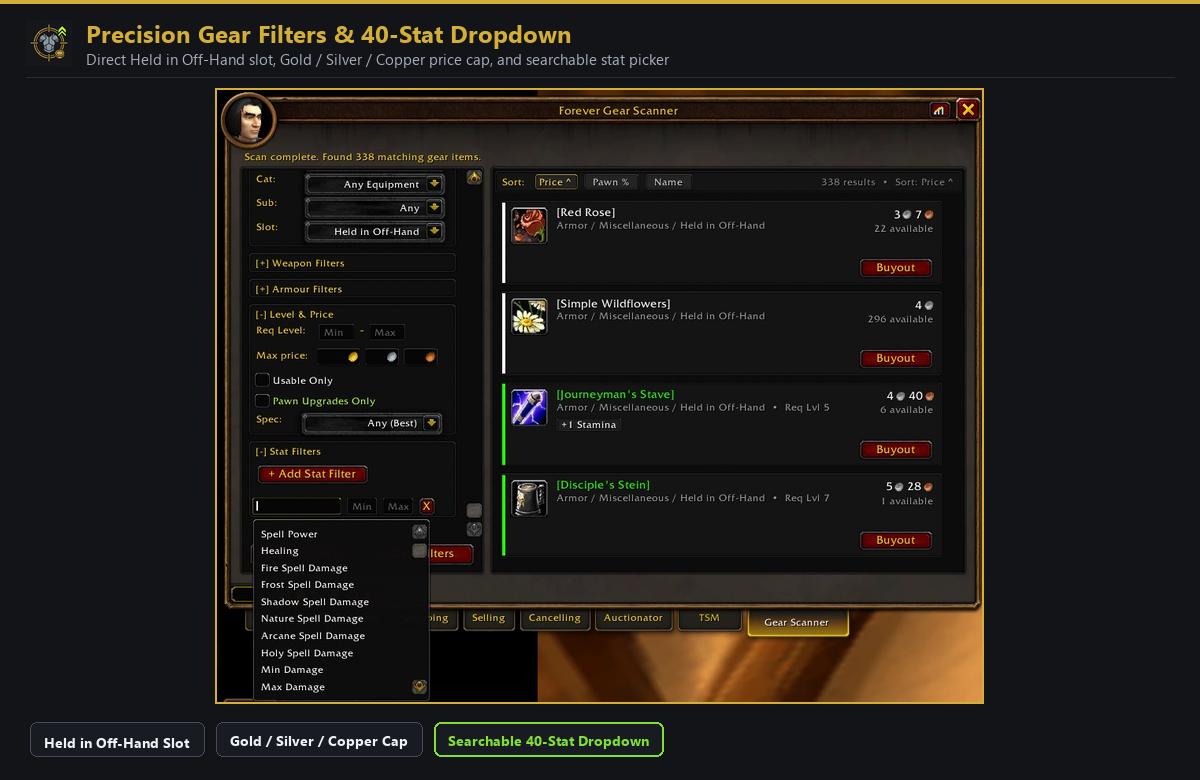 Precision Gear Filters & 40-Stat Dropdown
Direct Held in Off-Hand slot, Gold / Silver / Copper price cap, and searchable stat picker
Forever Gear Scanner
Scan complete. Found 338 matching gear items.
Cat:
Any Equipment
Sub:
Any
Slot:
Held in Off-Hand
[+] Weapon Filters
[+] Armour Filters
[-] Level & Price
Req Level:
Min
-
Max
Max price:
Usable Only
Pawn Upgrades Only
Spec:
Any (Best)
[-] Stat Filters
+ Add Stat Filter
Min
Max
X
Spell Power
Healing
Fire Spell Damage
Frost Spell Damage
Shadow Spell Damage
Nature Spell Damage
Arcane Spell Damage
Holy Spell Damage
Min Damage
Max Damage
Sort:
Price ^
Pawn %
Name
338 results • Sort: Price ^
[Red Rose]
3 7
Armor / Miscellaneous / Held in Off-Hand
22 available
Buyout
[Simple Wildflowers]
4
Armor / Miscellaneous / Held in Off-Hand
296 available
Buyout
[Journeyman's Stave]
4 40
Armor / Miscellaneous / Held in Off-Hand • Req Lvl 5
6 available
+1 Stamina
Buyout
[Disciple's Stein]
5 28
Armor / Miscellaneous / Held in Off-Hand • Req Lvl 7
1 available
Buyout
Selling
Cancelling
Auctionator
TSM
Gear Scanner
Held in Off-Hand Slot
Gold / Silver / Copper Cap
Searchable 40-Stat Dropdown